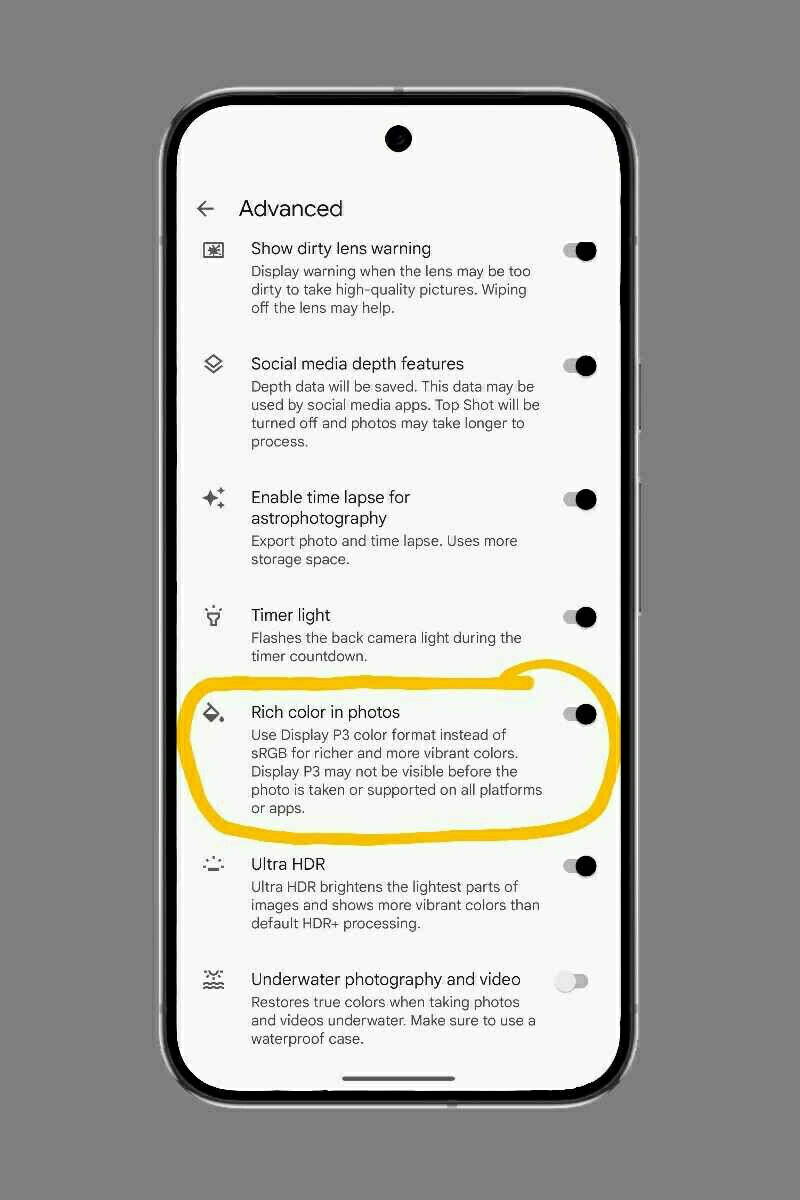 Advanced
Show dirty lens warning
Display warning when the lens may be too
dirty to take high-quality pictures. Wiping
off the lens may help.
Social media depth features
Depth data will be saved. This data may be
used by social media apps. Top Shot will be
turned off and photos may take longer to
process.
Enable time lapse for
astrophotography
Export photo and time lapse. Uses more
storage space.
Timer light
Flashes the back camera light during the
timer countdown.
Rich color in photos
Use Display P3 color format instead of
sRGB for richer and more vibrant colors.
Display P3 may not be visible before the
photo is taken or supported on all platforms
or apps.
Ultra HDR
Ultra HDR brightens the lightest parts of
images and shows more vibrant colors than
default HDR+ processing.
Underwater photography and video
Restores true colors when taking photos
and videos underwater. Make sure to use a
waterproof case.